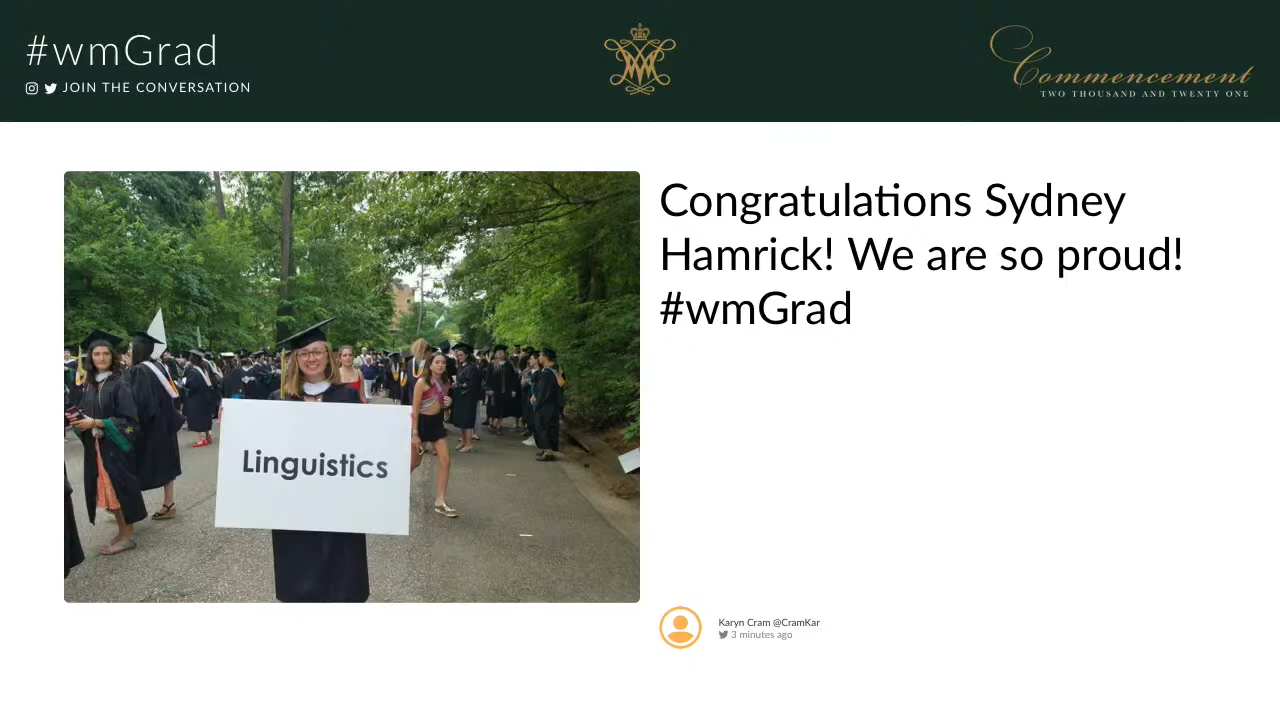 #wmGrad
JOIN THE CONVERSATION
Commencement
TWO THOUSAND AND TWENTY ONE
Linguistics
Congratulations Sydney
Hamrick! We are so proud!
#wmGrad
Karyn Cram @CramKar
3 minutes ago